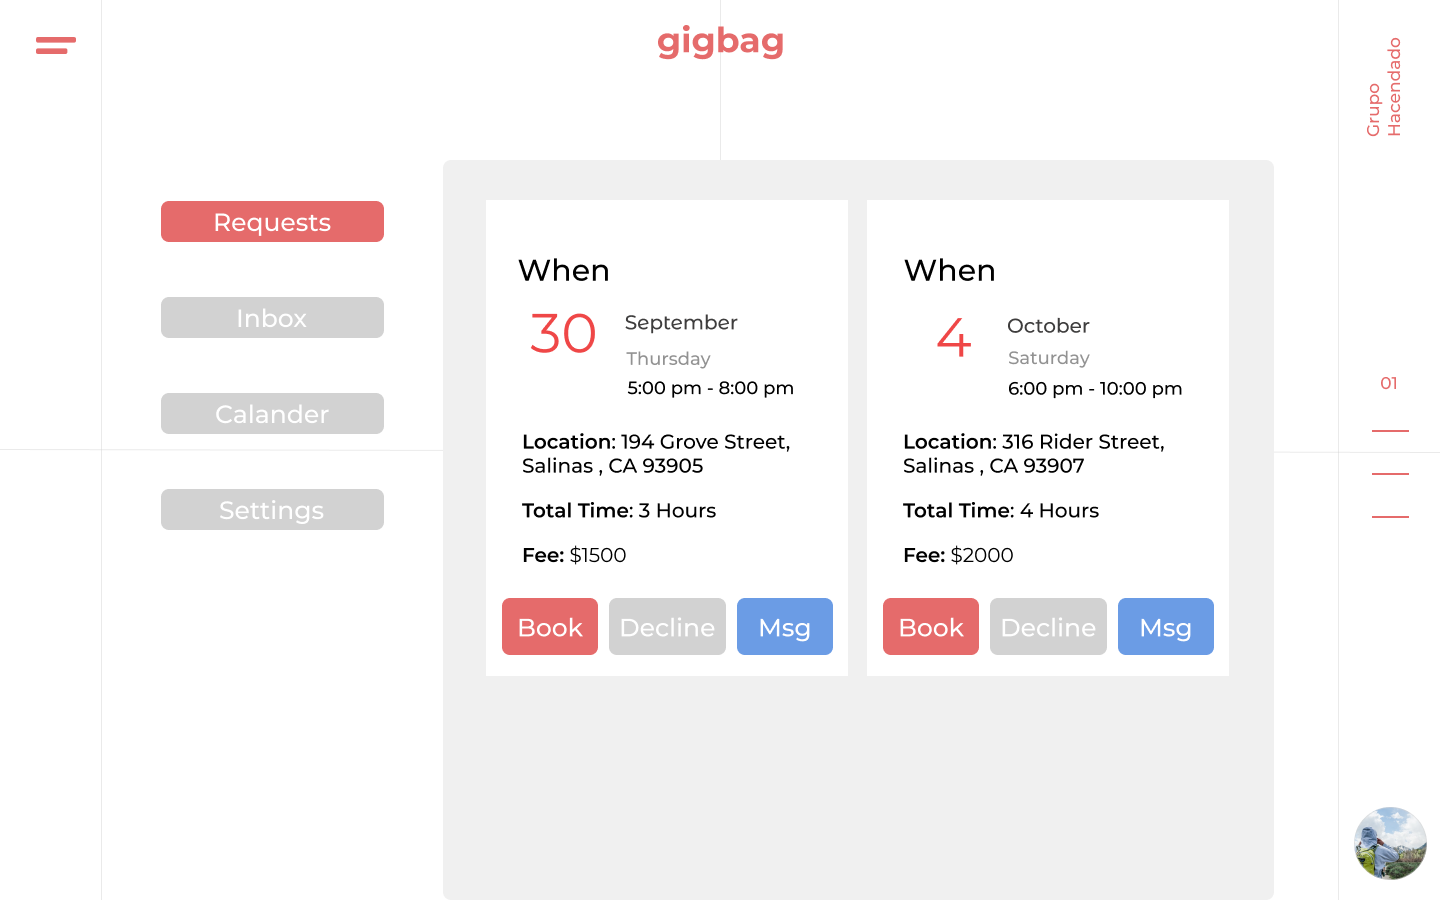 gigbag
Grupo
Hacendado
Requests
Inbox
Calander
Settings
When
30
September
Thursday
5:00 pm - 8:00 pm
Location: 194 Grove Street,
Salinas , CA 93905
Total Time: 3 Hours
Fee: $1500
Book
Decline
Msg
When
4
October
Saturday
6:00 pm - 10:00 pm
Location: 316 Rider Street,
Salinas , CA 93907
Total Time: 4 Hours
Fee: $2000
Book
Decline
Msg
01